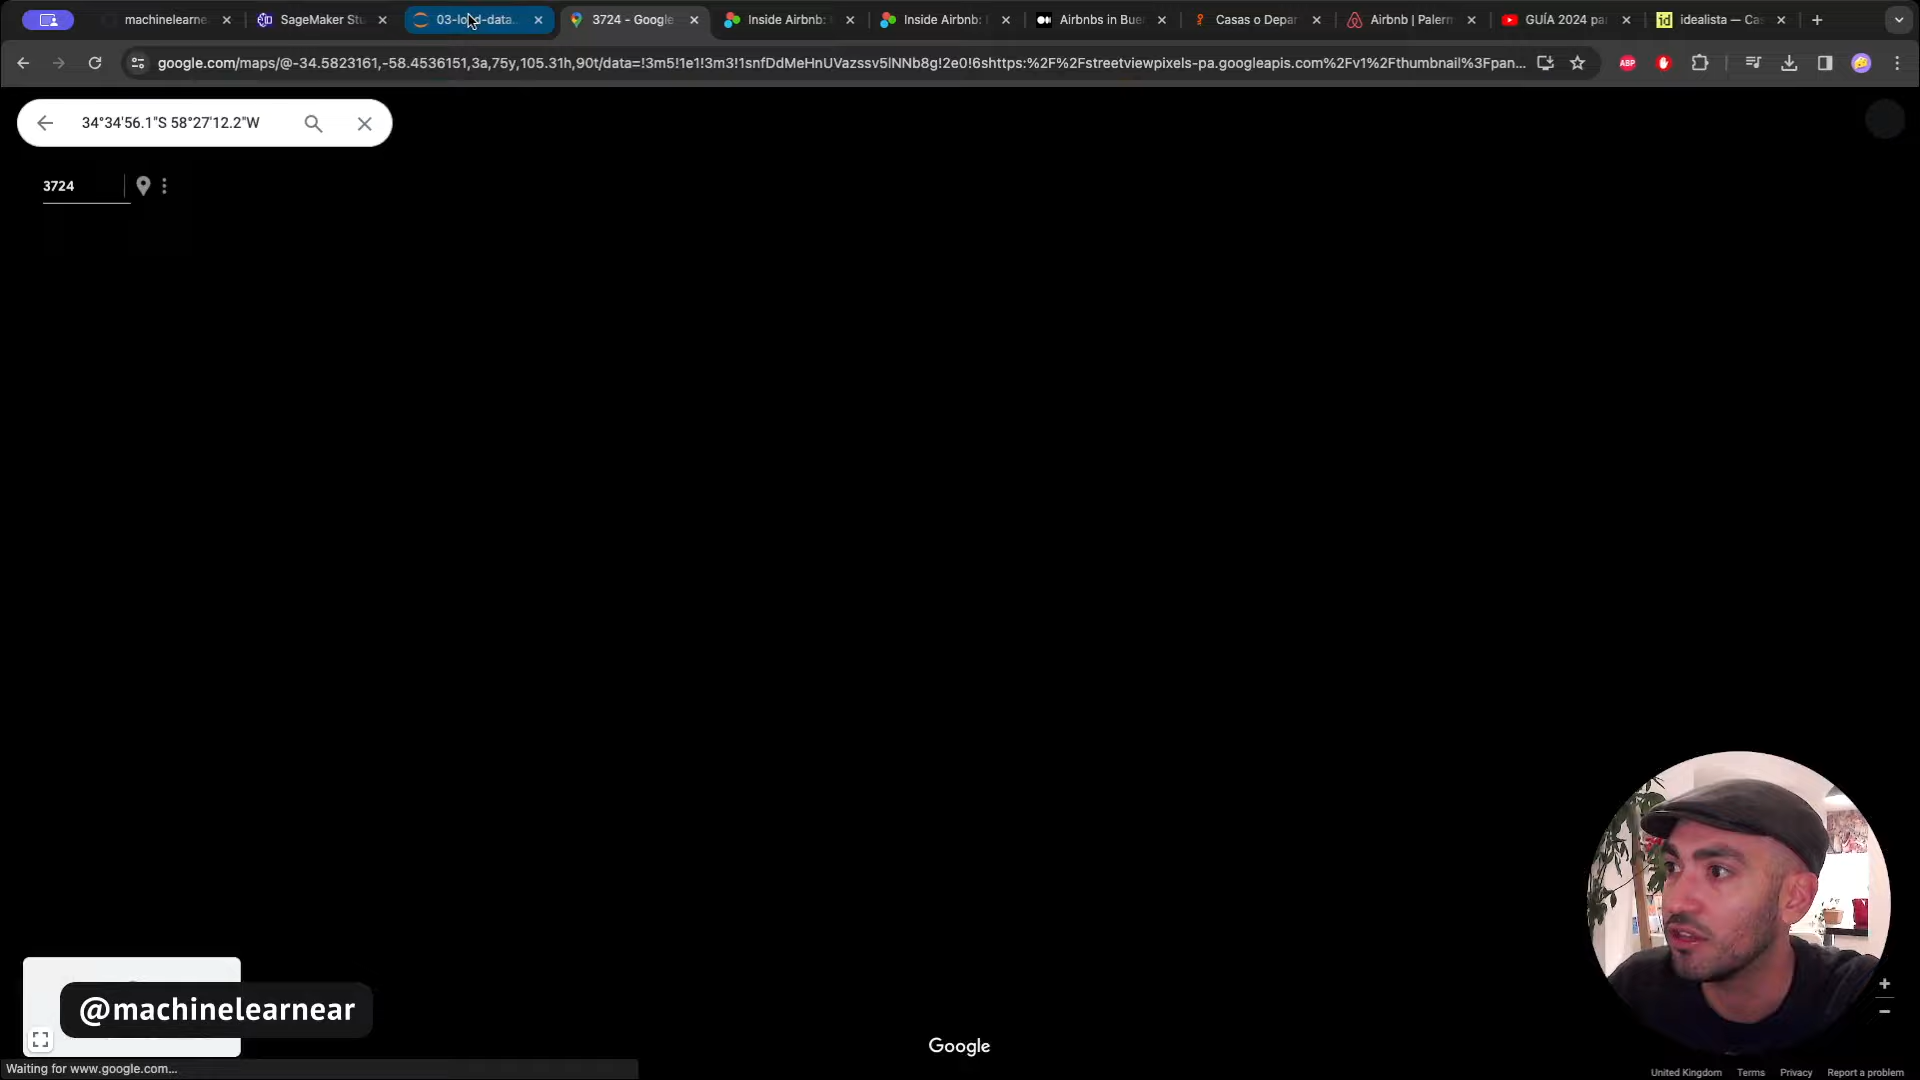 machinelearne
SageMaker Stu
03-load-data.
3724 - Google
Inside Airbnb:
Inside Airbnb:
Airbnbs in Bue
Casas o Depar
Airbnb | Palerm
GUÍA 2024 pa
idealista — Ca
google.com/maps/@-34.5823161,-58.4536151,3a,75y,105.31h,90t/data=!3m5!1e1!3m3!1snfDdMeHnUVazssv5lNNb8g!2e0!6shttps:%2F%2Fstreetviewpixels-pa.googleapis.com%2Fv1%2Fthumbnail%3Fpan...
ABP
34°34'56.1"S 58°27'12.2"W
3724
@machinelearnear
Google
Waiting for www.google.com...
United Kingdom Terms Privacy Report a problem